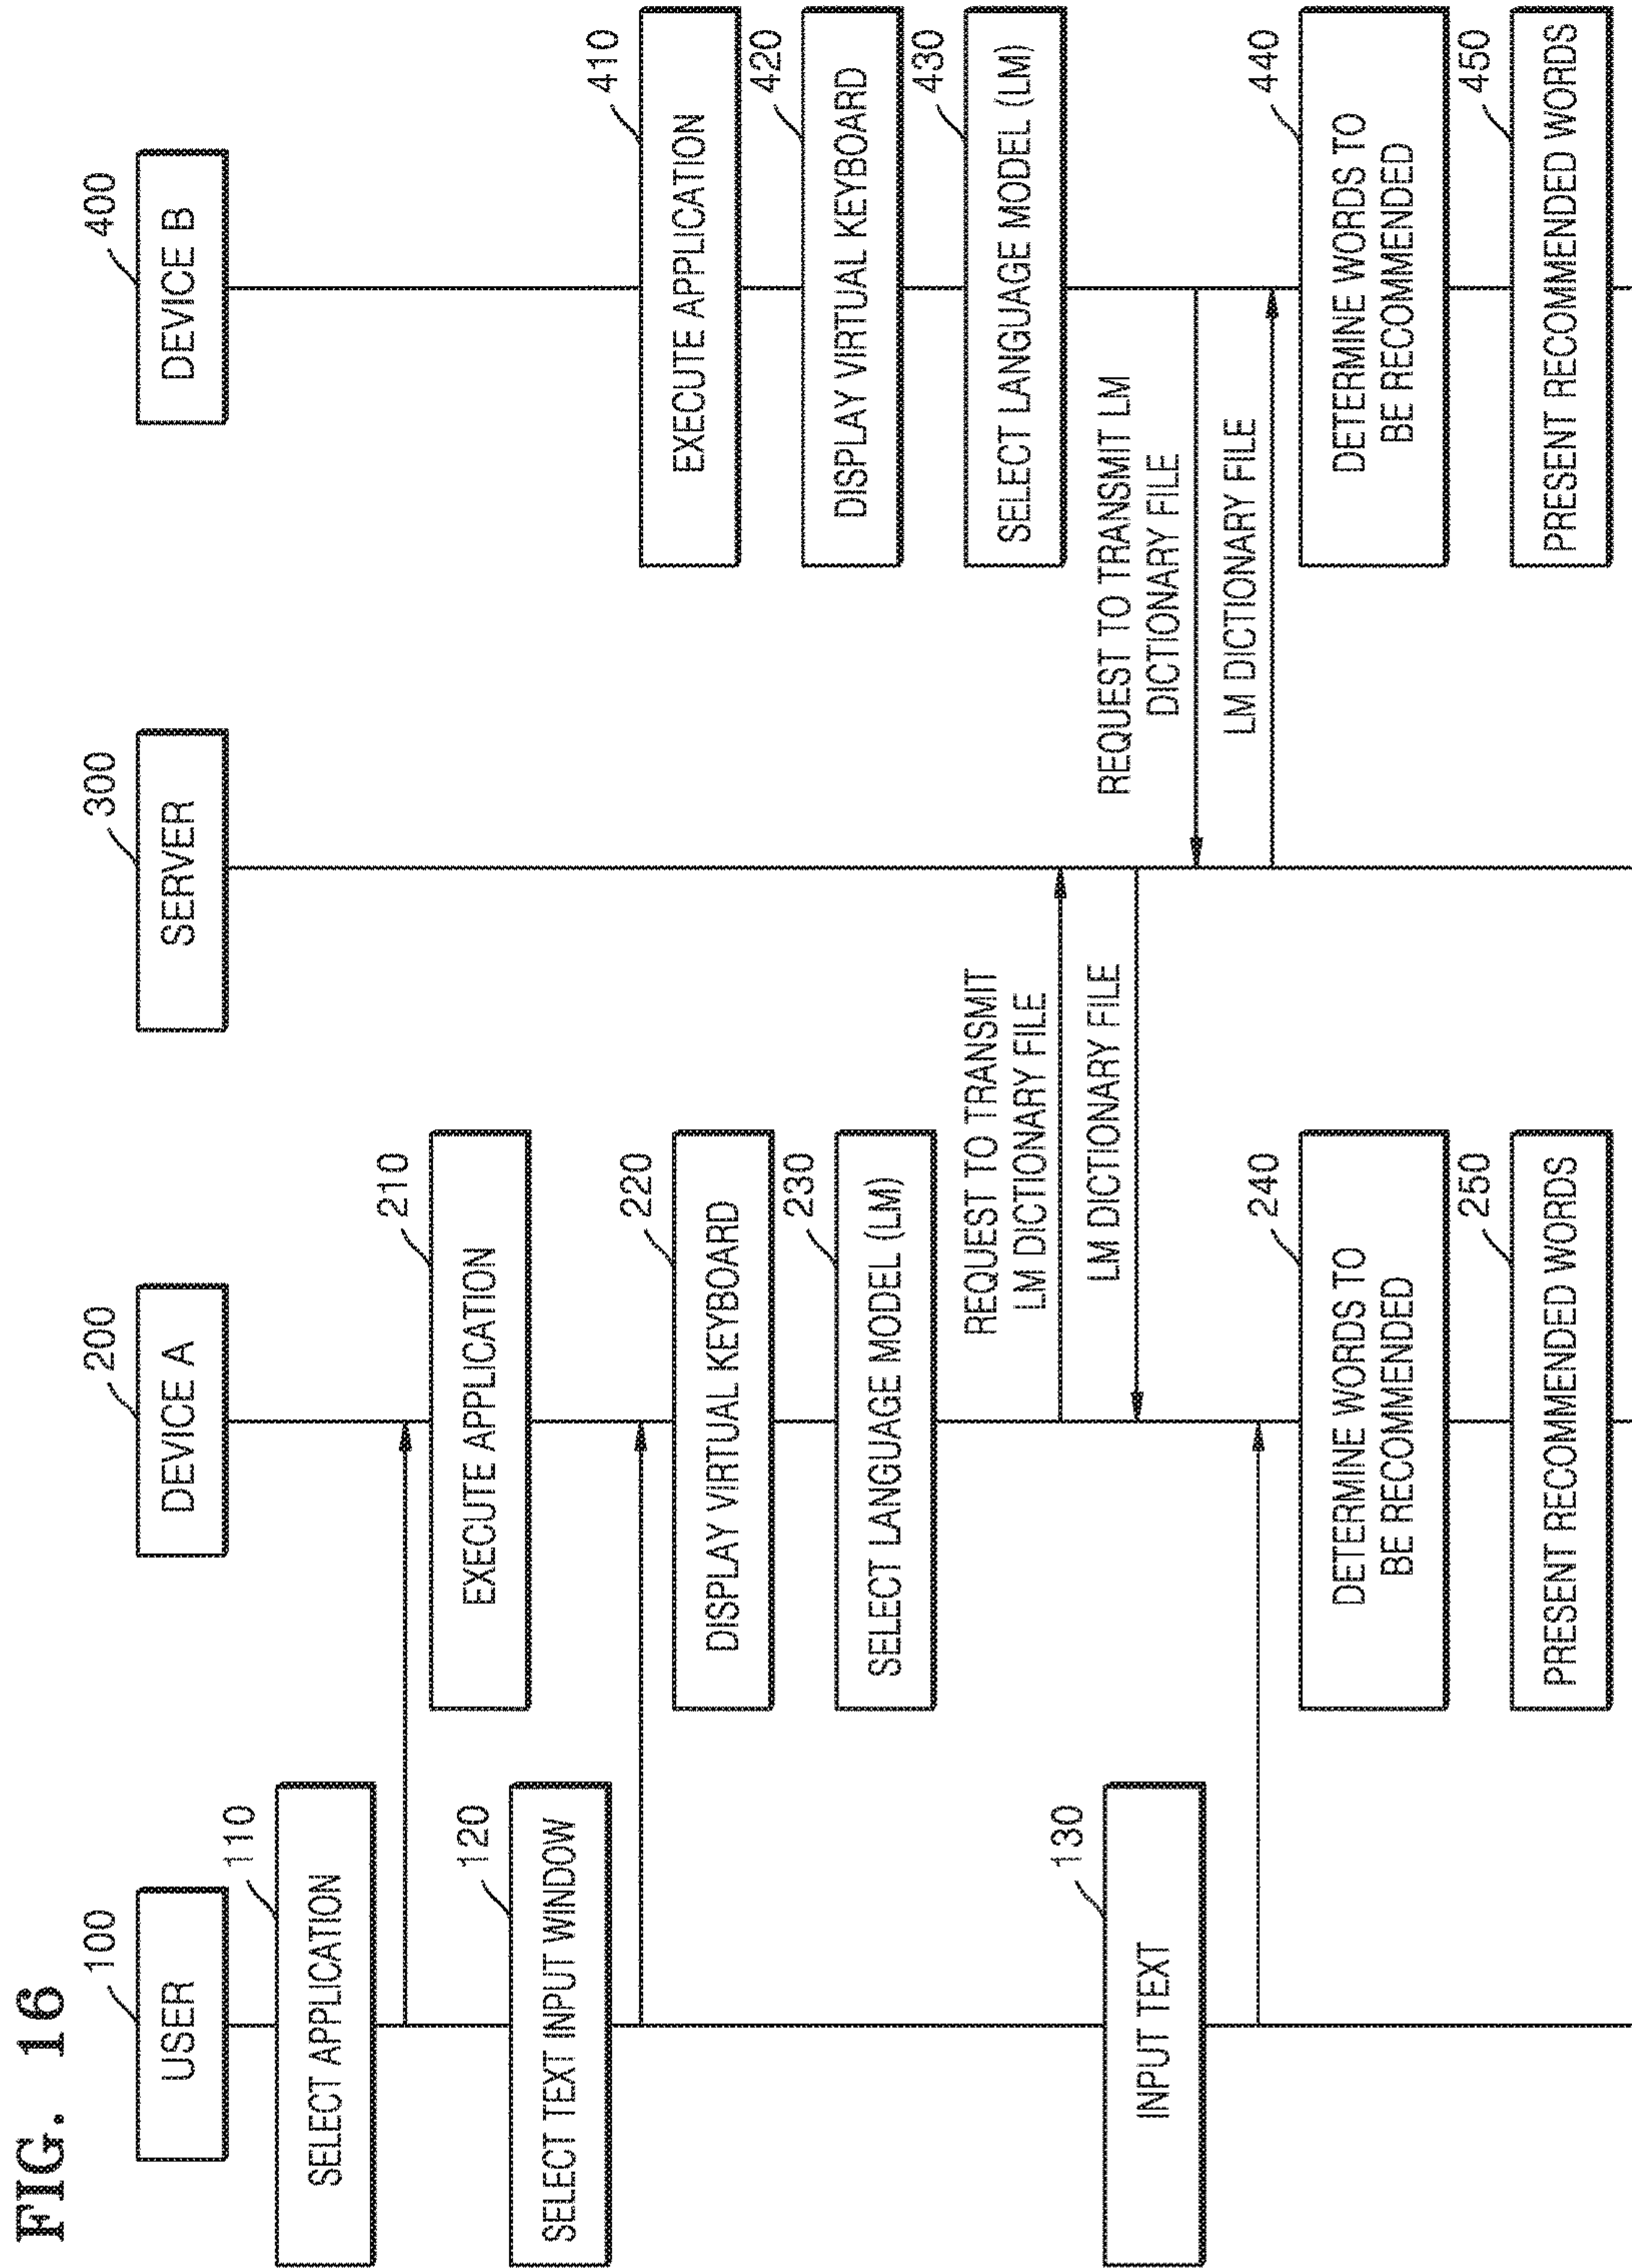 FIG. 16
100
USER
200
DEVICE A
300
SERVER
400
DEVICE B
110
SELECT APPLICATION
210
EXECUTE APPLICATION
120
SELECT TEXT INPUT WINDOW
410
EXECUTE APPLICATION
220
DISPLAY VIRTUAL KEYBOARD
420
DISPLAY VIRTUAL KEYBOARD
230
SELECT LANGUAGE MODEL (LM)
430
SELECT LANGUAGE MODEL (LM)
REQUEST TO TRANSMIT
LM DICTIONARY FILE
LM DICTIONARY FILE
REQUEST TO TRANSMIT LM
DICTIONARY FILE
LM DICTIONARY FILE
130
INPUT TEXT
240
DETERMINE WORDS TO
BE RECOMMENDED
440
DETERMINE WORDS TO
BE RECOMMENDED
250
PRESENT RECOMMENDED WORDS
450
PRESENT RECOMMENDED WORDS